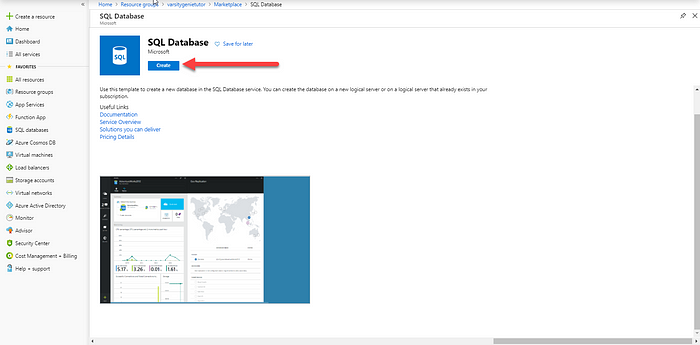 Home > Resource groups > varsitygenietutor > Marketplace > SQL Database
SQL Database
Microsoft
Create a resource
Home
Dashboard
All services
FAVORITES
All resources
Resource groups
App Services
Function App
SQL databases
Azure Cosmos DB
Virtual machines
Load balancers
Storage accounts
Virtual networks
Azure Active Directory
Monitor
Advisor
Security Center
Cost Management + Billing
Help + support
SQL
SQL Database
Save for later
Microsoft
Create
Use this template to create a new database in the SQL Database service. You can create the database on a new logical server or on a logical server that already exists in your
subscription.
Useful Links
Documentation
Service Overview
Solutions you can deliver
Pricing Details